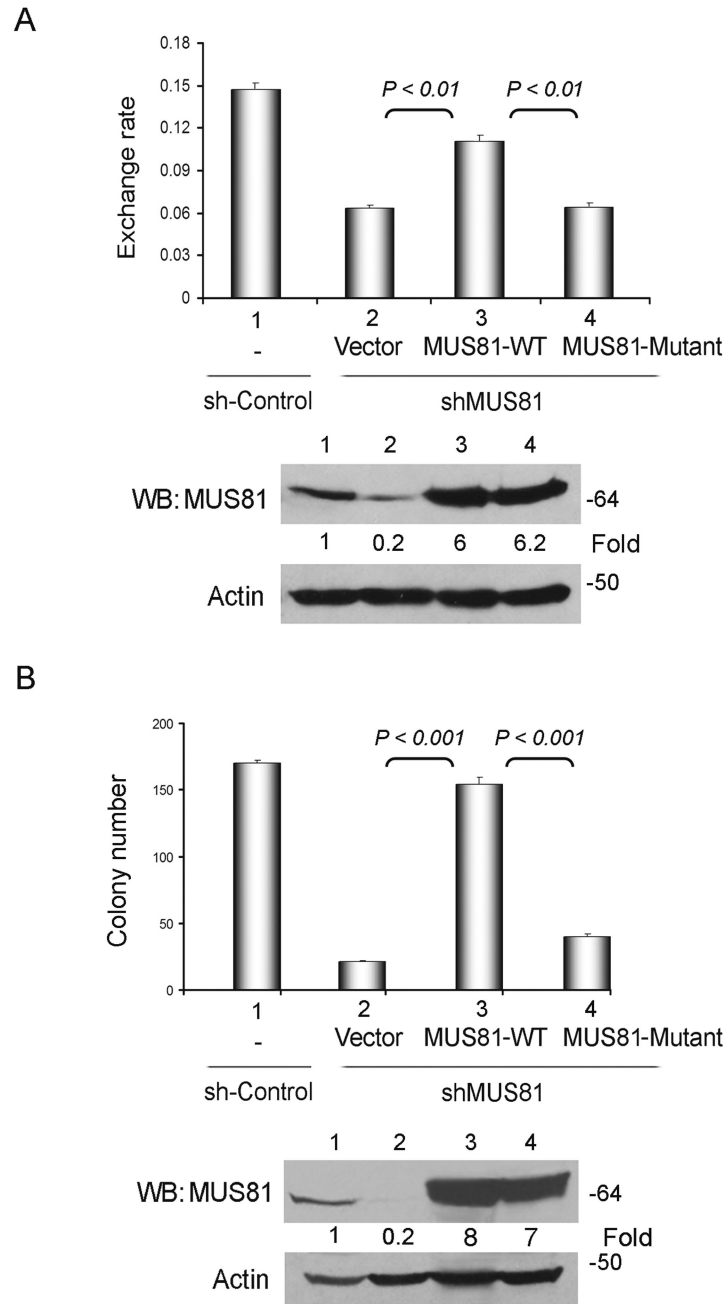 A
0.18
0.15
0.12
0.09
0.06
0.03
0
Exchange rate
P < 0.01 P < 0.01
1 2 3 4
- Vector MUS81-WT MUS81-Mutant
sh-Control shMUS81
1 2 3 4
WB: MUS81 -64
1 0.2 6 6.2 Fold
Actin -50
B
200
150
100
50
0
Colony number
P < 0.001 P < 0.001
1 2 3 4
- Vector MUS81-WT MUS81-Mutant
sh-Control shMUS81
1 2 3 4
WB: MUS81 -64
1 0.2 8 7 Fold
Actin -50